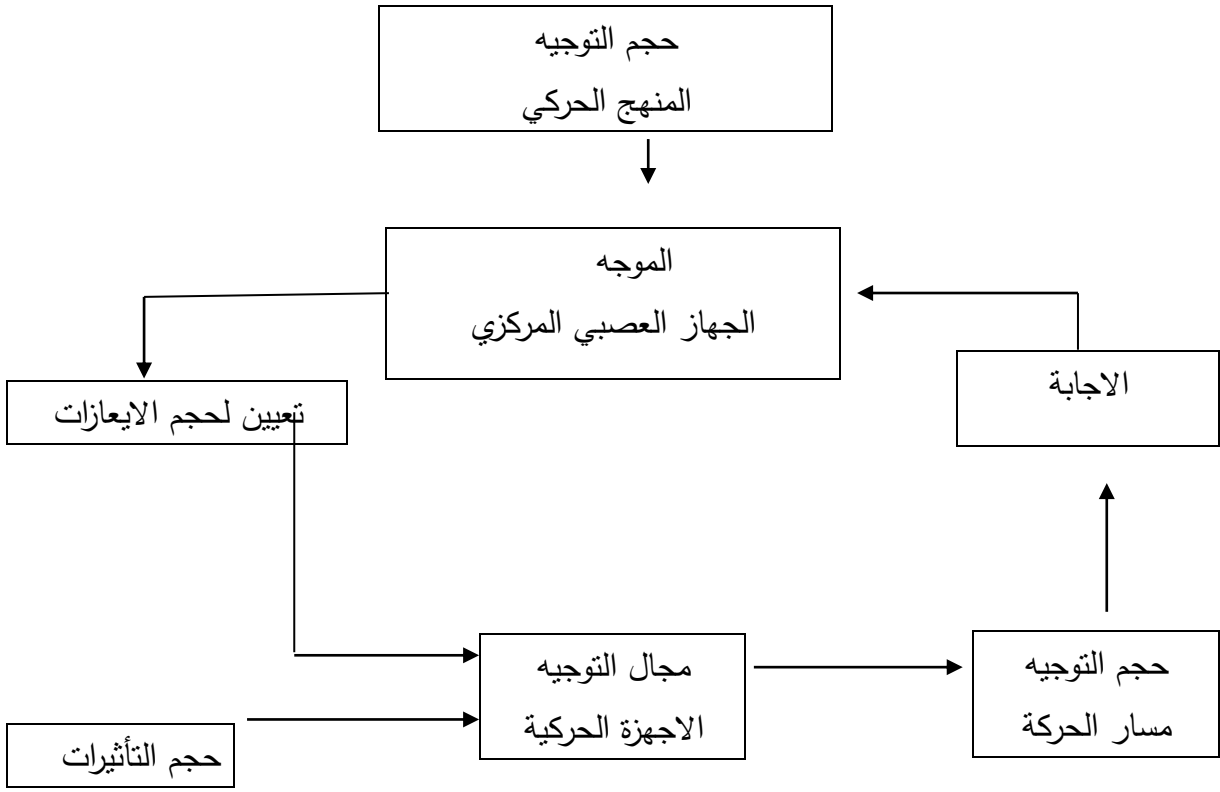 حجم التوجيه
المنهج الحركي
الموجه
الجهاز العصبي المركزي
الاجابة
تعيين لحجم الايعازات
مجال التوجيه
الاجهزة الحركية
حجم التوجيه
مسار الحركة
حجم التأثيرات